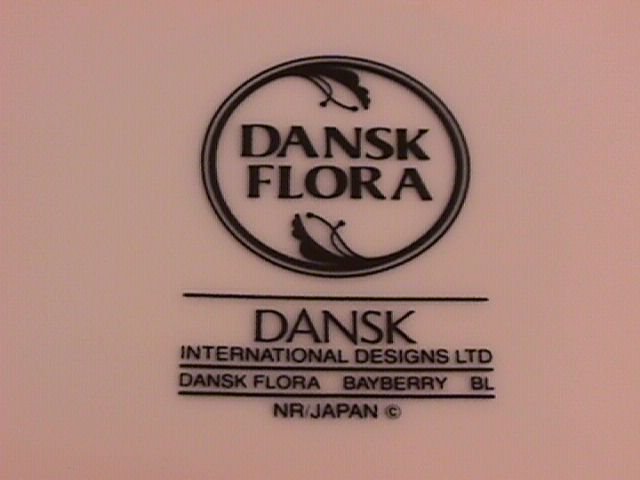 DANSK
FLORA
DANSK
INTERNATIONAL DESIGNS LTD
DANSK FLORA BAYBERRY BL
NR/JAPAN ©